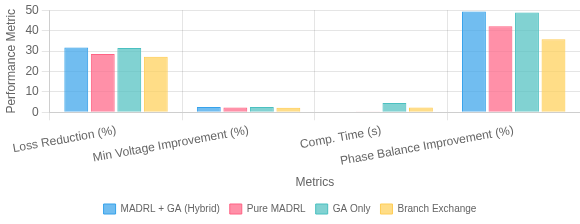 Performance Metric
50
40
30
20
10
0
Loss Reduction (%)
Min Voltage Improvement (%)
Comp. Time (s)
Phase Balance Improvement (%)
Metrics
MADRL + GA (Hybrid) Pure MADRL GA Only Branch Exchange